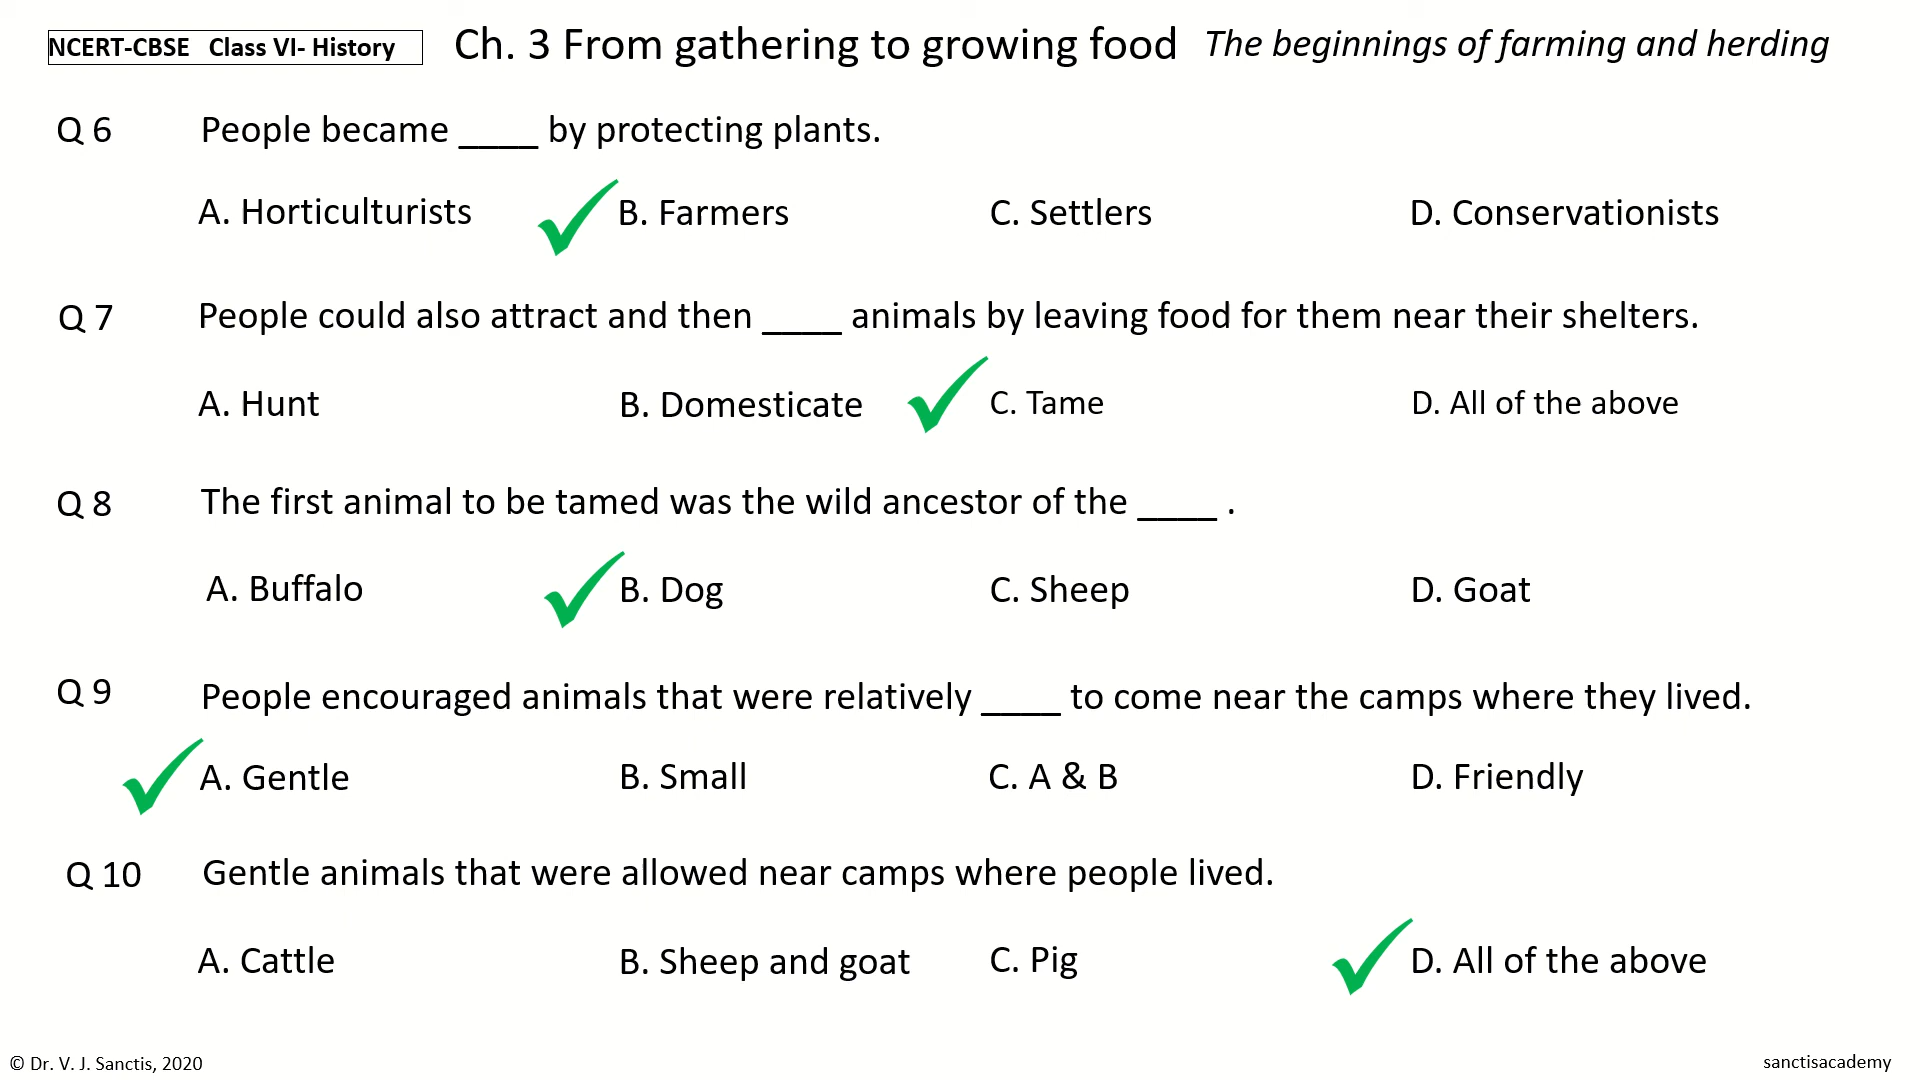 NCERT-CBSE Class VI- History Ch. 3 From gathering to growing food The beginnings of farming and herding
Q 6 People became ____ by protecting plants.
A. Horticulturists B. Farmers C. Settlers D. Conservationists
Q 7 People could also attract and then ____ animals by leaving food for them near their shelters.
A. Hunt B. Domesticate C. Tame D. All of the above
Q 8 The first animal to be tamed was the wild ancestor of the ____ .
A. Buffalo B. Dog C. Sheep D. Goat
Q 9 People encouraged animals that were relatively ____ to come near the camps where they lived.
A. Gentle B. Small C. A & B D. Friendly
Q 10 Gentle animals that were allowed near camps where people lived.
A. Cattle B. Sheep and goat C. Pig D. All of the above
© Dr. V. J. Sanctis, 2020 sanctisacademy